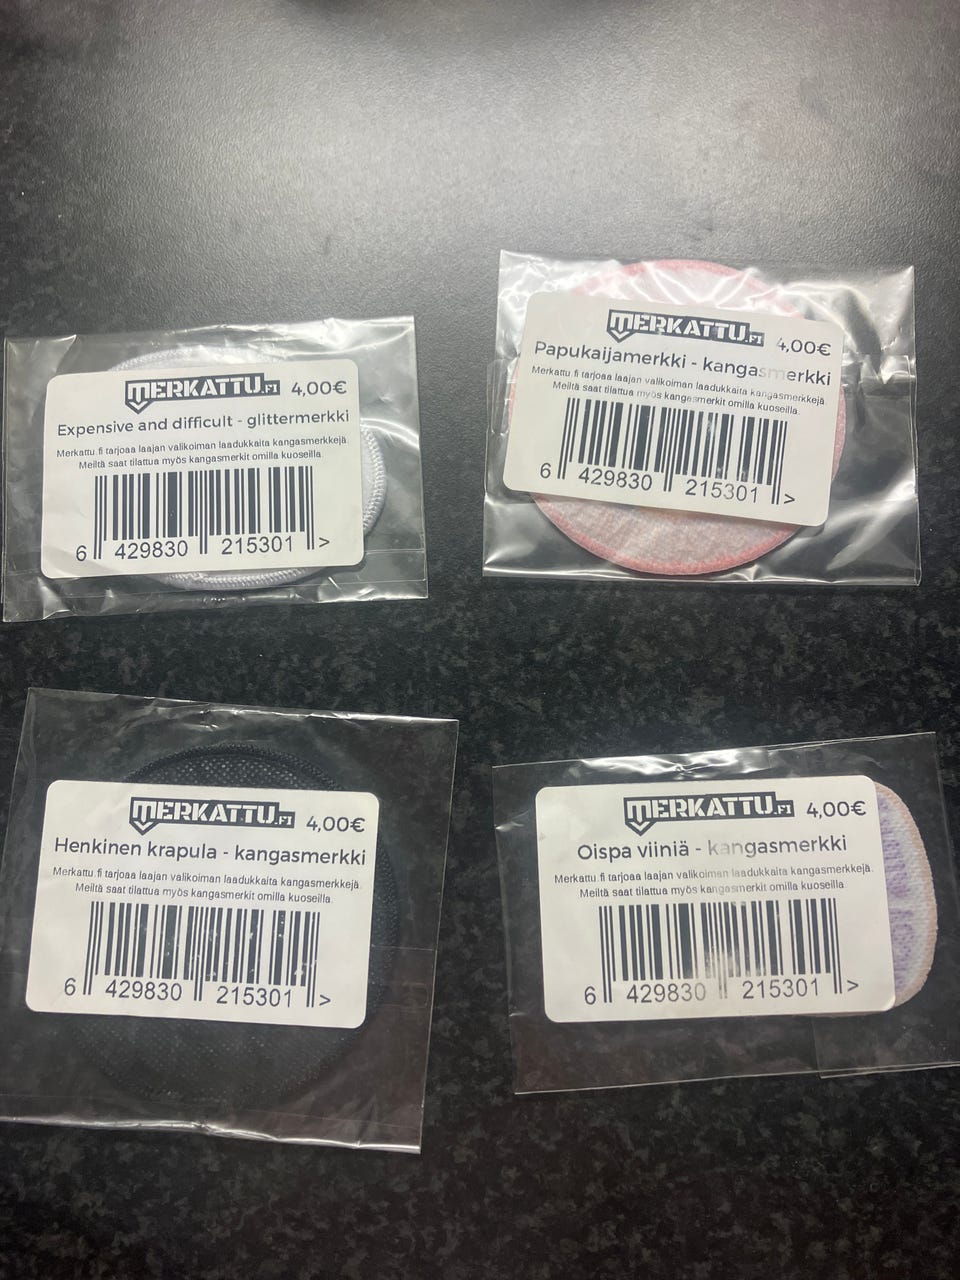 MERKATTU.FI 4,00€
Expensive and difficult - glittermerkki
Merkattu.fi tarjoaa laajan valikoiman laadukkaita kangasmerkkejä.
Meiltä saat tilattua myös kangasmerkit omilla kuoseilla.
6 429830 215301 >
MERKATTU.FI 4,00€
Papukaijamerkki - kangasmerkki
Merkattu.fi tarjoaa laajan valikoiman laadukkaita kangasmerkkejä.
Meiltä saat tilattua myös kangasmerkit omilla kuoseilla.
6 429830 215301 >
MERKATTU.FI 4,00€
Henkinen krapula - kangasmerkki
Merkattu.fi tarjoaa laajan valikoiman laadukkaita kangasmerkkejä.
Meiltä saat tilattua myös kangasmerkit omilla kuoseilla.
6 429830 215301 >
MERKATTU.FI 4,00€
Oispa viiniä - kangasmerkki
Merkattu.fi tarjoaa laajan valikoiman laadukkaita kangasmerkkejä.
Meiltä saat tilattua myös kangasmerkit omilla kuoseilla.
6 429830 215301 >